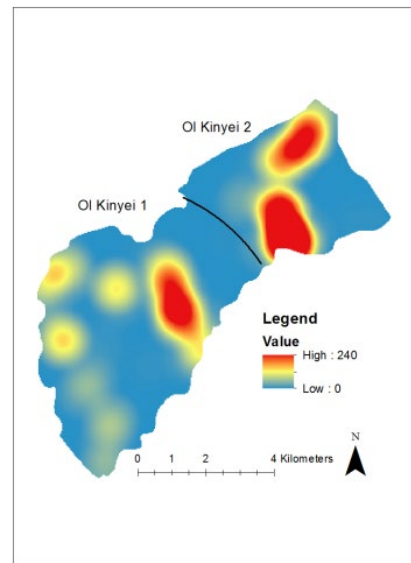 Ol Kinyei 2
Ol Kinyei 1
Legend
Value
High : 240
Low : 0
N
0 1 2 4 Kilometers